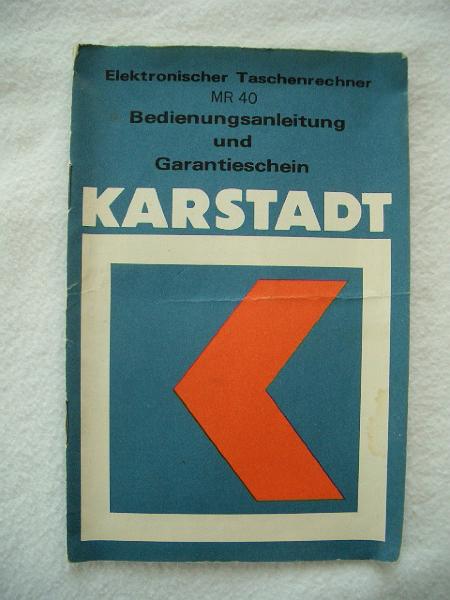 Elektronischer Taschenrechner
MR 40
Bedienungsanleitung
und
Garantieschein
KARSTADT